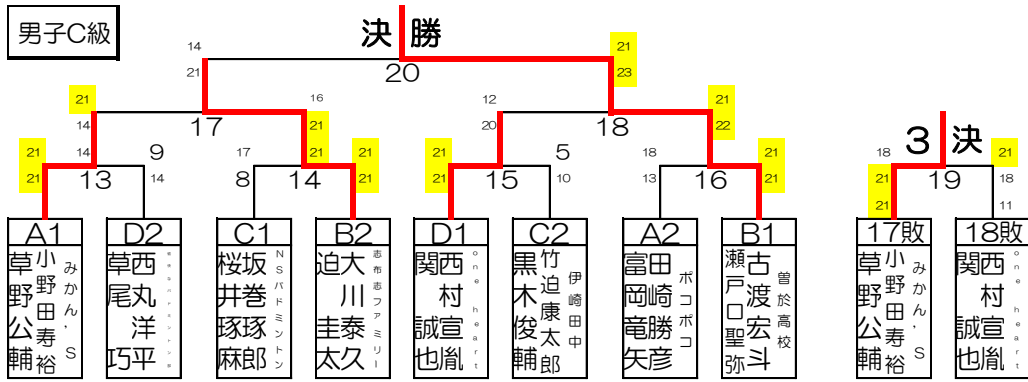 男子C級
決勝
14
21
20
21
23
21
14
17
16
21
12
20
18
21
22
3決
21
21
14
13
9
14
17
8
14
21
21
21
21
15
5
10
18
13
16
21
21
18
21
21
19
21
18
11
A1
D2
C1
B2
D1
C2
A2
B1
17敗
18敗
草野公輔
小野田寿裕
みかん'S
草尾巧
西丸洋平
桜井琢麻
坂巻琢郎
NSバドミントン
迫圭太
大川泰久
志布志ファミリー
関誠也
西村宣胤
one heart
黒木俊輔
竹迫康太郎
伊崎田中
富岡竜矢
田崎勝彦
ポコポコ
瀬戸口聖弥
古渡宏斗
曽於高校
草野公輔
小野田寿裕
みかん'S
関誠也
西村宣胤
one heart